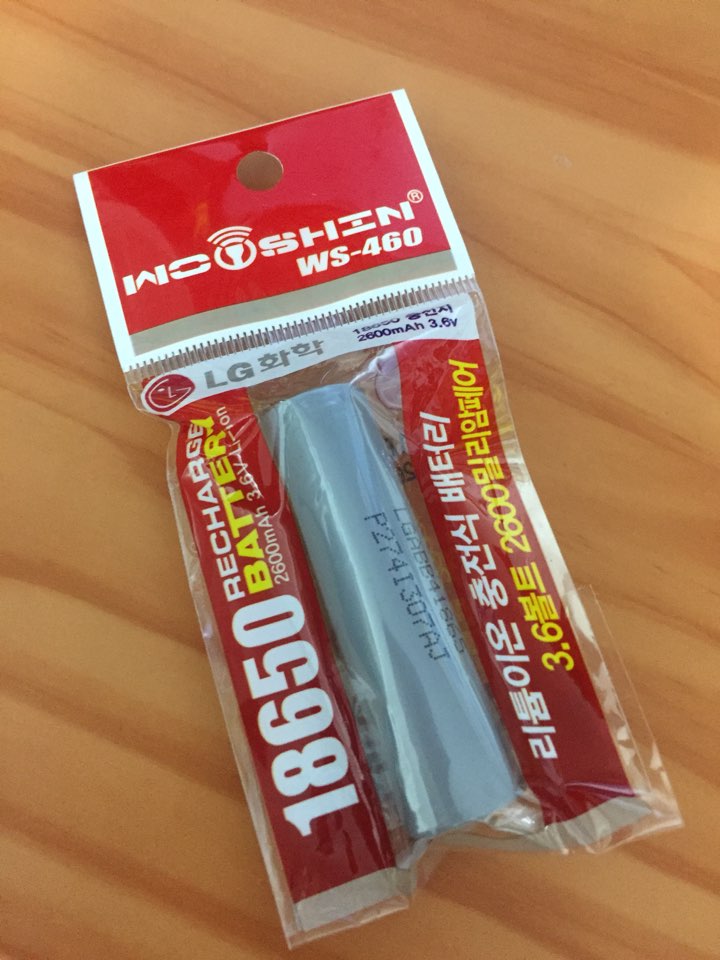 WOOSHIN®
WS-460
18650 충전지
2600mAh 3.6v
LG화학
18650
RECHARGE
BATTERY
2600mAh 3.6V Li-ion
P274I307AJ
리튬이온 충전식 배터리
3.6볼트 2600밀리암페어